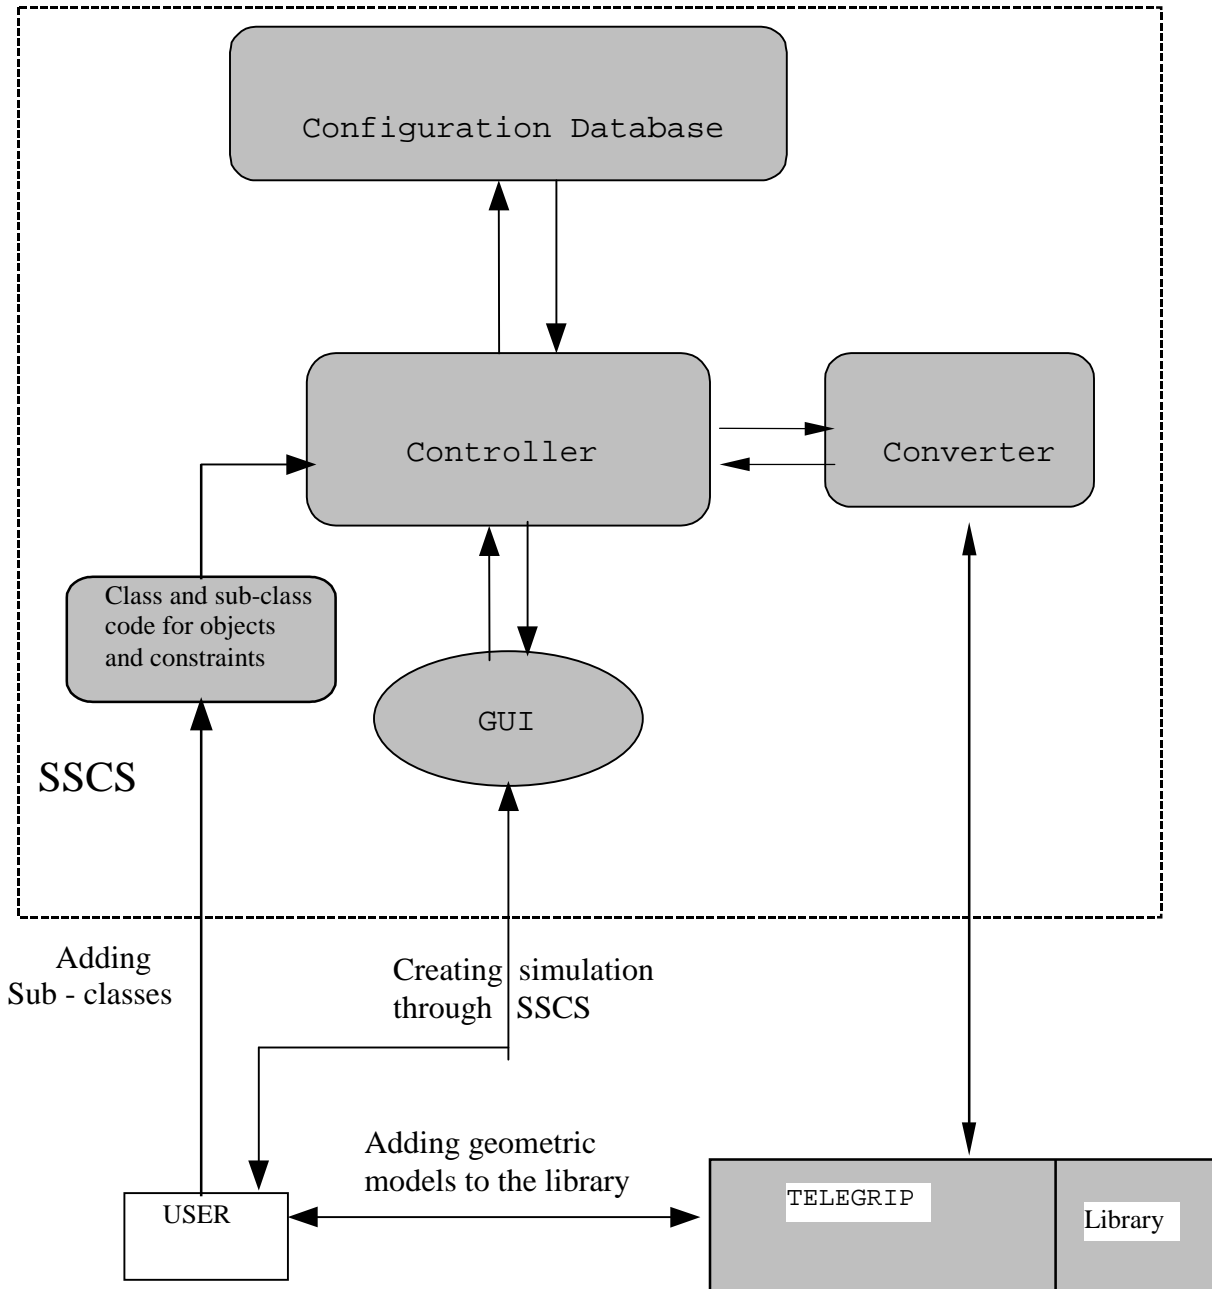 Configuration Database
Controller
Converter
Class and sub-class
code for objects
and constraints
GUI
SSCS
Adding
Sub - classes
Creating simulation
through SSCS
Adding geometric
models to the library
USER
TELEGRIP
Library